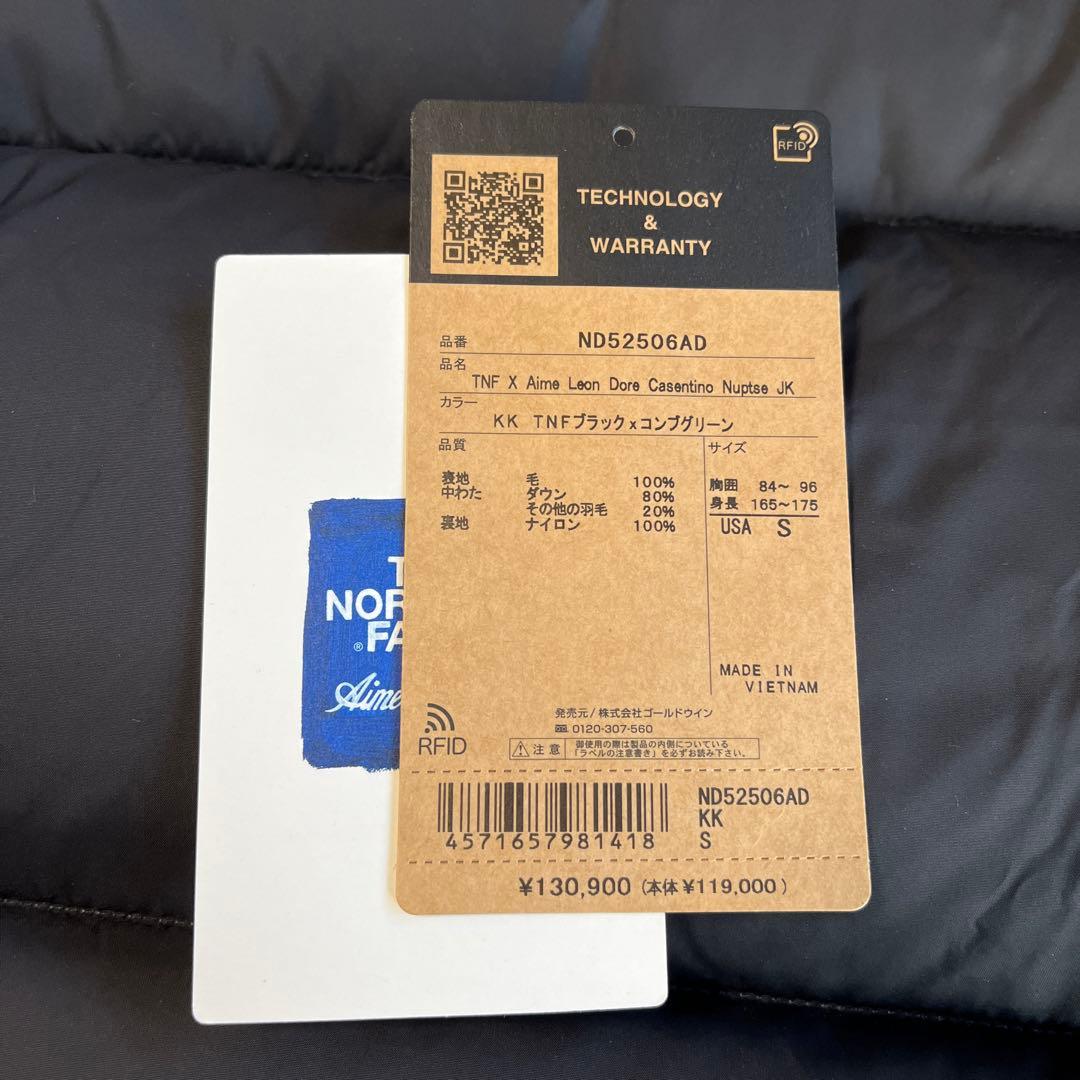 RFID
TECHNOLOGY
&
WARRANTY
品番 ND52506AD
品名
TNF X Aime Leon Dore Casentino Nuptse JK
カラー
KK TNFブラックxコンブグリーン
品質
表地 毛 100%
中わた ダウン 80%
その他の羽毛 20%
裏地 ナイロン 100%
サイズ
胸囲 84～ 96
身長 165～175
USA S
MADE IN
VIETNAM
発売元/株式会社ゴールドウイン
0120-307-560
RFID
注意
御使用の際は製品の内側についている
「ラベルの注意書き」を必ずお読み下さい。
4571657981418
ND52506AD
KK
S
¥130,900 (本体 ¥119,000 )
T
NOR
®FA
Aime